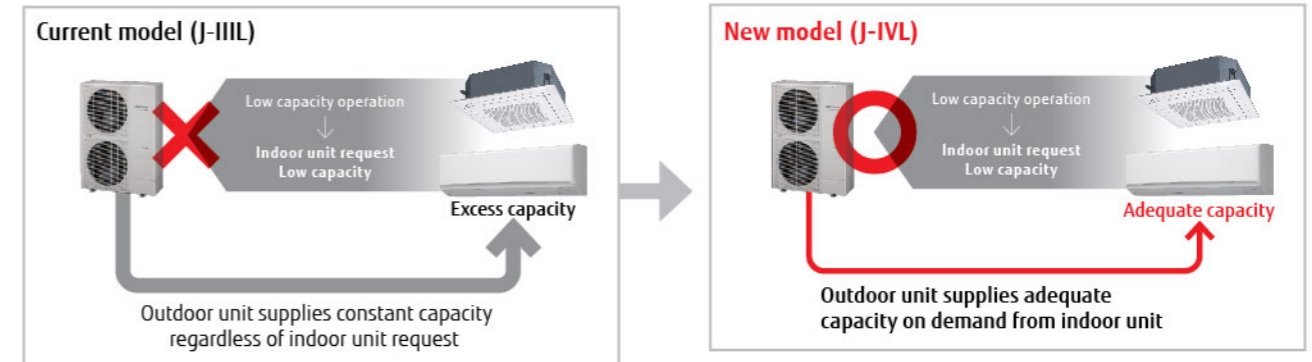 Current model (J-IIIL)
Low capacity operation
↓
Indoor unit request
Low capacity
Excess capacity
Outdoor unit supplies constant capacity
regardless of indoor unit request
New model (J-IVL)
Low capacity operation
↓
Indoor unit request
Low capacity
Adequate capacity
Outdoor unit supplies adequate
capacity on demand from indoor unit